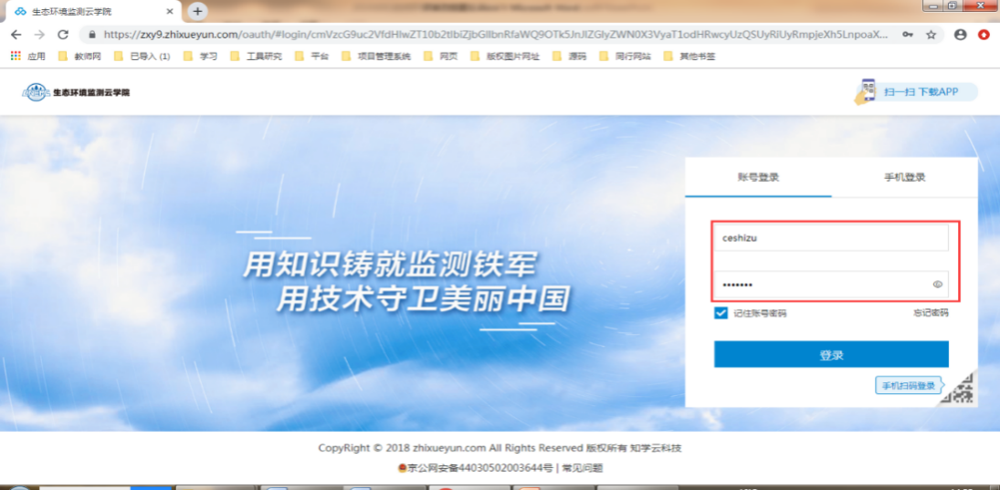 生态环境监测云学院
https://zxy9.zhixueyun.com/oauth/#login/
应用 教师网 已导入 (1) 学习 工具研究 平台 项目管理系统 网页 版权图片网址 源码 同行网站 其他书签
生态环境监测云学院
扫一扫 下载APP
账号登录 手机登录
ceshizu
•••••••
用知识铸就监测铁军
用技术守卫美丽中国
记住账号密码 忘记密码
登录
手机扫码登录
CopyRight © 2018 zhixueyun.com All Rights Reserved 版权所有 知学云科技
京公网安备44030502003644号 | 常见问题